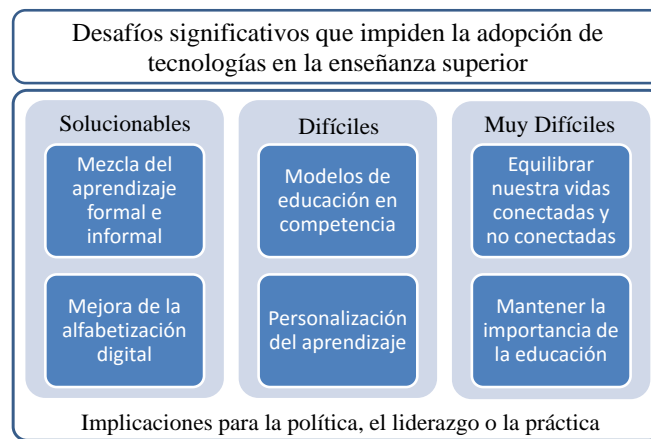 Desafíos significativos que impiden la adopción de
tecnologías en la enseñanza superior
Solucionables
Mezcla del
aprendizaje
formal e
informal
Mejora de la
alfabetización
digital
Difíciles
Modelos de
educación en
competencia
Personalización
del aprendizaje
Muy Difíciles
Equilibrar
nuestra vidas
conectadas y
no conectadas
Mantener la
importancia de
la educación
Implicaciones para la política, el liderazgo o la práctica